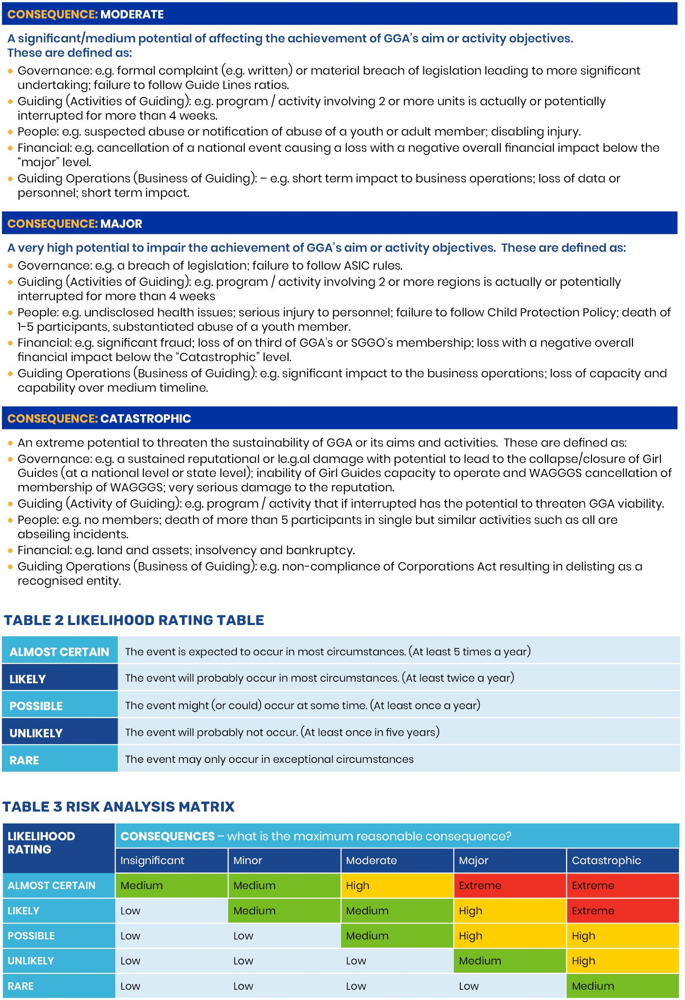 CONSEQUENCE: MODERATE
A significant/medium potential of affecting the achievement of GGA's aim or activity objectives.
These are defined as:
• Governance: e.g. formal complaint (e.g. written) or material breach of legislation leading to more significant
undertaking; failure to follow Guide Lines ratios.
• Guiding (Activities of Guiding): e.g. program / activity involving 2 or more units is actually or potentially
interrupted for more than 4 weeks.
• People: e.g. suspected abuse or notification of abuse of a youth or adult member; disabling injury.
• Financial: e.g. cancellation of a national event causing a loss with a negative overall financial impact below the
“major” level.
• Guiding Operations (Business of Guiding): – e.g. short term impact to business operations; loss of data or
personnel; short term impact.
CONSEQUENCE: MAJOR
A very high potential to impair the achievement of GGA's aim or activity objectives. These are defined as:
• Governance: e.g. a breach of legislation; failure to follow ASIC rules.
• Guiding (Activities of Guiding): e.g. program / activity involving 2 or more regions is actually or potentially
interrupted for more than 4 weeks
• People: e.g. undisclosed health issues; serious injury to personnel; failure to follow Child Protection Policy; death of
1-5 participants, substantiated abuse of a youth member.
• Financial: e.g. significant fraud; loss of on third of GGA's or SGGO's membership; loss with a negative overall
financial impact below the “Catastrophic” level.
• Guiding Operations (Business of Guiding): e.g. significant impact to the business operations; loss of capacity and
capability over medium timeline.
CONSEQUENCE: CATASTROPHIC
• An extreme potential to threaten the sustainability of GGA or its aims and activities. These are defined as:
• Governance: e.g. a sustained reputational or le.g.al damage with potential to lead to the collapse/closure of Girl
Guides (at a national level or state level); inability of Girl Guides capacity to operate and WAGGGS cancellation of
membership of WAGGGS; very serious damage to the reputation.
• Guiding (Activity of Guiding): e.g. program / activity that if interrupted has the potential to threaten GGA viability.
• People: e.g. no members; death of more than 5 participants in single but similar activities such as all are
abseiling incidents.
• Financial: e.g. land and assets; insolvency and bankruptcy.
• Guiding Operations (Business of Guiding): e.g. non-compliance of Corporations Act resulting in delisting as a
recognised entity.
TABLE 2 LIKELIHOOD RATING TABLE
ALMOST CERTAIN The event is expected to occur in most circumstances. (At least 5 times a year)
LIKELY The event will probably occur in most circumstances. (At least twice a year)
POSSIBLE The event might (or could) occur at some time. (At least once a year)
UNLIKELY The event will probably not occur. (At least once in five years)
RARE The event may only occur in exceptional circumstances
TABLE 3 RISK ANALYSIS MATRIX
LIKELIHOOD
RATING
CONSEQUENCES – what is the maximum reasonable consequence?
Insignificant Minor Moderate Major Catastrophic
ALMOST CERTAIN Medium Medium High Extreme Extreme
LIKELY Low Medium Medium High Extreme
POSSIBLE Low Low Medium High High
UNLIKELY Low Low Low Medium High
RARE Low Low Low Low Medium